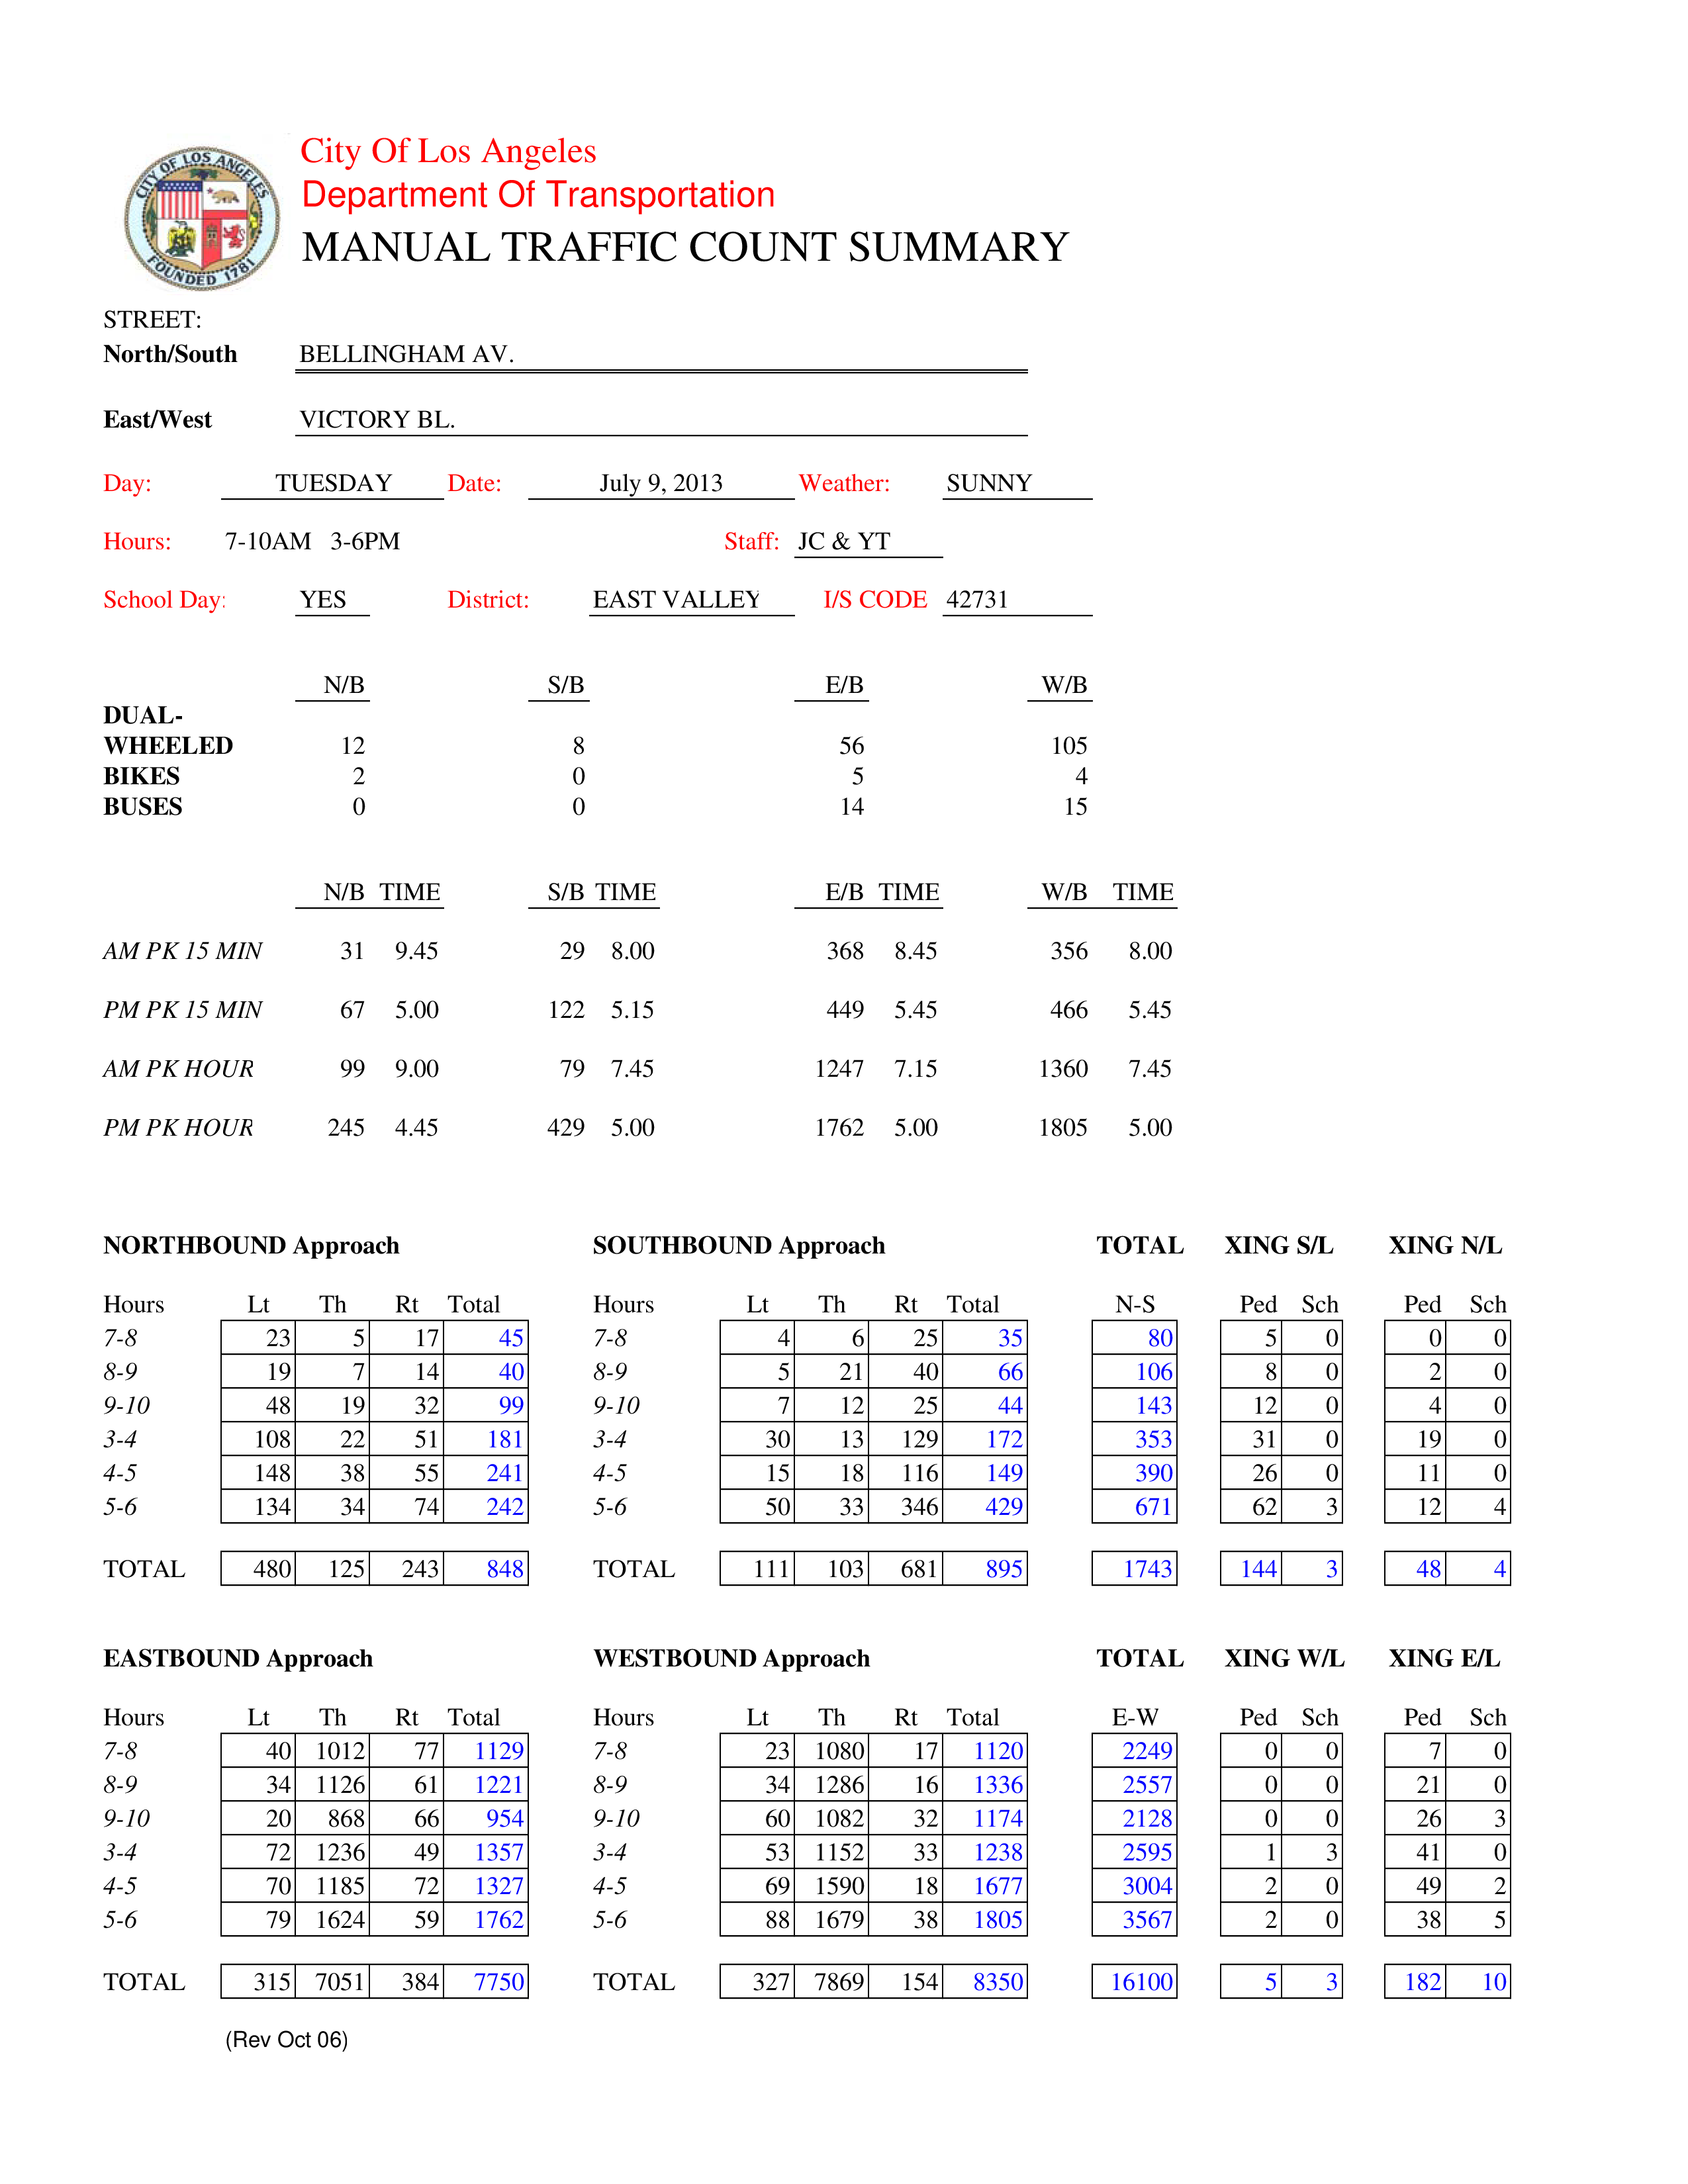 CITY OF LOS ANGELES
FOUNDED 1781
City Of Los Angeles
Department Of Transportation
MANUAL TRAFFIC COUNT SUMMARY
STREET:
North/South BELLINGHAM AV.
East/West VICTORY BL.
Day: TUESDAY Date: July 9, 2013 Weather: SUNNY
Hours: 7-10AM 3-6PM Staff: JC & YT
School Day: YES District: EAST VALLEY I/S CODE 42731
N/B S/B E/B W/B
DUAL-
WHEELED 12 8 56 105
BIKES 2 0 5 4
BUSES 0 0 14 15
N/B TIME S/B TIME E/B TIME W/B TIME
AM PK 15 MIN 31 9.45 29 8.00 368 8.45 356 8.00
PM PK 15 MIN 67 5.00 122 5.15 449 5.45 466 5.45
AM PK HOUR 99 9.00 79 7.45 1247 7.15 1360 7.45
PM PK HOUR 245 4.45 429 5.00 1762 5.00 1805 5.00
NORTHBOUND Approach SOUTHBOUND Approach TOTAL XING S/L XING N/L
Hours Lt Th Rt Total Hours Lt Th Rt Total N-S Ped Sch Ped Sch
7-8 23 5 17 45 7-8 4 6 25 35 80 5 0 0 0
8-9 19 7 14 40 8-9 5 21 40 66 106 8 0 2 0
9-10 48 19 32 99 9-10 7 12 25 44 143 12 0 4 0
3-4 108 22 51 181 3-4 30 13 129 172 353 31 0 19 0
4-5 148 38 55 241 4-5 15 18 116 149 390 26 0 11 0
5-6 134 34 74 242 5-6 50 33 346 429 671 62 3 12 4
TOTAL 480 125 243 848 TOTAL 111 103 681 895 1743 144 3 48 4
EASTBOUND Approach WESTBOUND Approach TOTAL XING W/L XING E/L
Hours Lt Th Rt Total Hours Lt Th Rt Total E-W Ped Sch Ped Sch
7-8 40 1012 77 1129 7-8 23 1080 17 1120 2249 0 0 7 0
8-9 34 1126 61 1221 8-9 34 1286 16 1336 2557 0 0 21 0
9-10 20 868 66 954 9-10 60 1082 32 1174 2128 0 0 26 3
3-4 72 1236 49 1357 3-4 53 1152 33 1238 2595 1 3 41 0
4-5 70 1185 72 1327 4-5 69 1590 18 1677 3004 2 0 49 2
5-6 79 1624 59 1762 5-6 88 1679 38 1805 3567 2 0 38 5
TOTAL 315 7051 384 7750 TOTAL 327 7869 154 8350 16100 5 3 182 10
(Rev Oct 06)